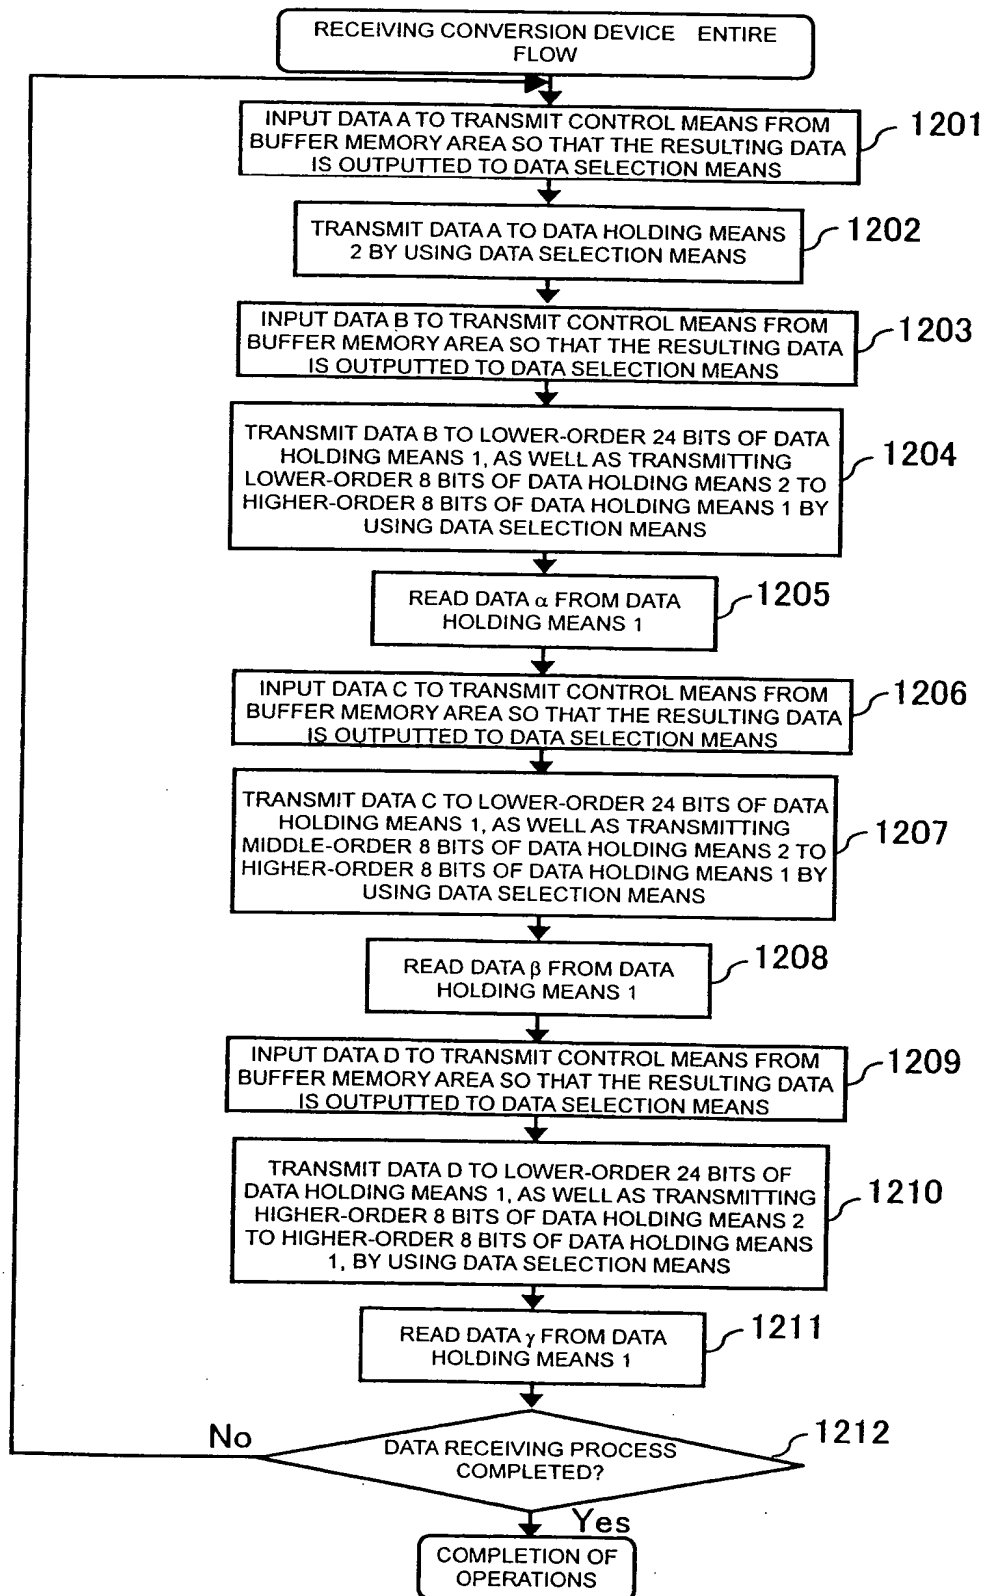 RECEIVING CONVERSION DEVICE ENTIRE
FLOW
INPUT DATA A TO TRANSMIT CONTROL MEANS FROM
BUFFER MEMORY AREA SO THAT THE RESULTING DATA
IS OUTPUTTED TO DATA SELECTION MEANS
1201
TRANSMIT DATA A TO DATA HOLDING MEANS
2 BY USING DATA SELECTION MEANS
1202
INPUT DATA B TO TRANSMIT CONTROL MEANS FROM
BUFFER MEMORY AREA SO THAT THE RESULTING DATA
IS OUTPUTTED TO DATA SELECTION MEANS
1203
TRANSMIT DATA B TO LOWER-ORDER 24 BITS OF DATA
HOLDING MEANS 1, AS WELL AS TRANSMITTING
LOWER-ORDER 8 BITS OF DATA HOLDING MEANS 2 TO
HIGHER-ORDER 8 BITS OF DATA HOLDING MEANS 1 BY
USING DATA SELECTION MEANS
1204
READ DATA α FROM DATA
HOLDING MEANS 1
1205
INPUT DATA C TO TRANSMIT CONTROL MEANS FROM
BUFFER MEMORY AREA SO THAT THE RESULTING DATA
IS OUTPUTTED TO DATA SELECTION MEANS
1206
TRANSMIT DATA C TO LOWER-ORDER 24 BITS OF DATA
HOLDING MEANS 1, AS WELL AS TRANSMITTING
MIDDLE-ORDER 8 BITS OF DATA HOLDING MEANS 2 TO
HIGHER-ORDER 8 BITS OF DATA HOLDING MEANS 1 BY
USING DATA SELECTION MEANS
1207
READ DATA β FROM DATA
HOLDING MEANS 1
1208
INPUT DATA D TO TRANSMIT CONTROL MEANS FROM
BUFFER MEMORY AREA SO THAT THE RESULTING DATA
IS OUTPUTTED TO DATA SELECTION MEANS
1209
TRANSMIT DATA D TO LOWER-ORDER 24 BITS OF
DATA HOLDING MEANS 1, AS WELL AS TRANSMITTING
HIGHER-ORDER 8 BITS OF DATA HOLDING MEANS 2
TO HIGHER-ORDER 8 BITS OF DATA HOLDING MEANS
1, BY USING DATA SELECTION MEANS
1210
READ DATA γ FROM DATA
HOLDING MEANS 1
1211
No
DATA RECEIVING PROCESS
COMPLETED?
1212
Yes
COMPLETION OF
OPERATIONS